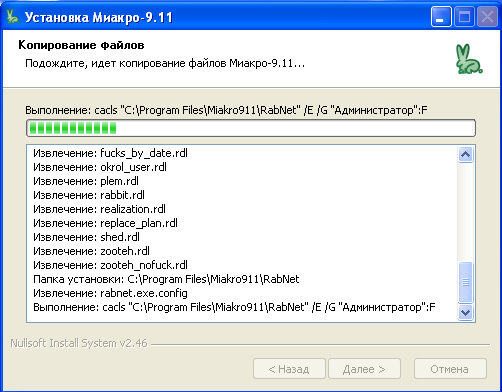 Установка Миакро-9.11
Копирование файлов
Подождите, идет копирование файлов Миакро-9.11...
Выполнение: cacls "C:\Program Files\Miakro911\RabNet" /E /G "Администратор":F
Извлечение: fucks_by_date.rdl
Извлечение: okrol_user.rdl
Извлечение: plem.rdl
Извлечение: rabbit.rdl
Извлечение: realization.rdl
Извлечение: replace_plan.rdl
Извлечение: shed.rdl
Извлечение: zooteh.rdl
Извлечение: zooteh_nofuck.rdl
Папка установки: C:\Program Files\Miakro911\RabNet
Извлечение: rabnet.exe.config
Выполнение: cacls "C:\Program Files\Miakro911\RabNet" /E /G "Администратор":F
Nullsoft Install System v2.46
< Назад
Далее >
Отмена